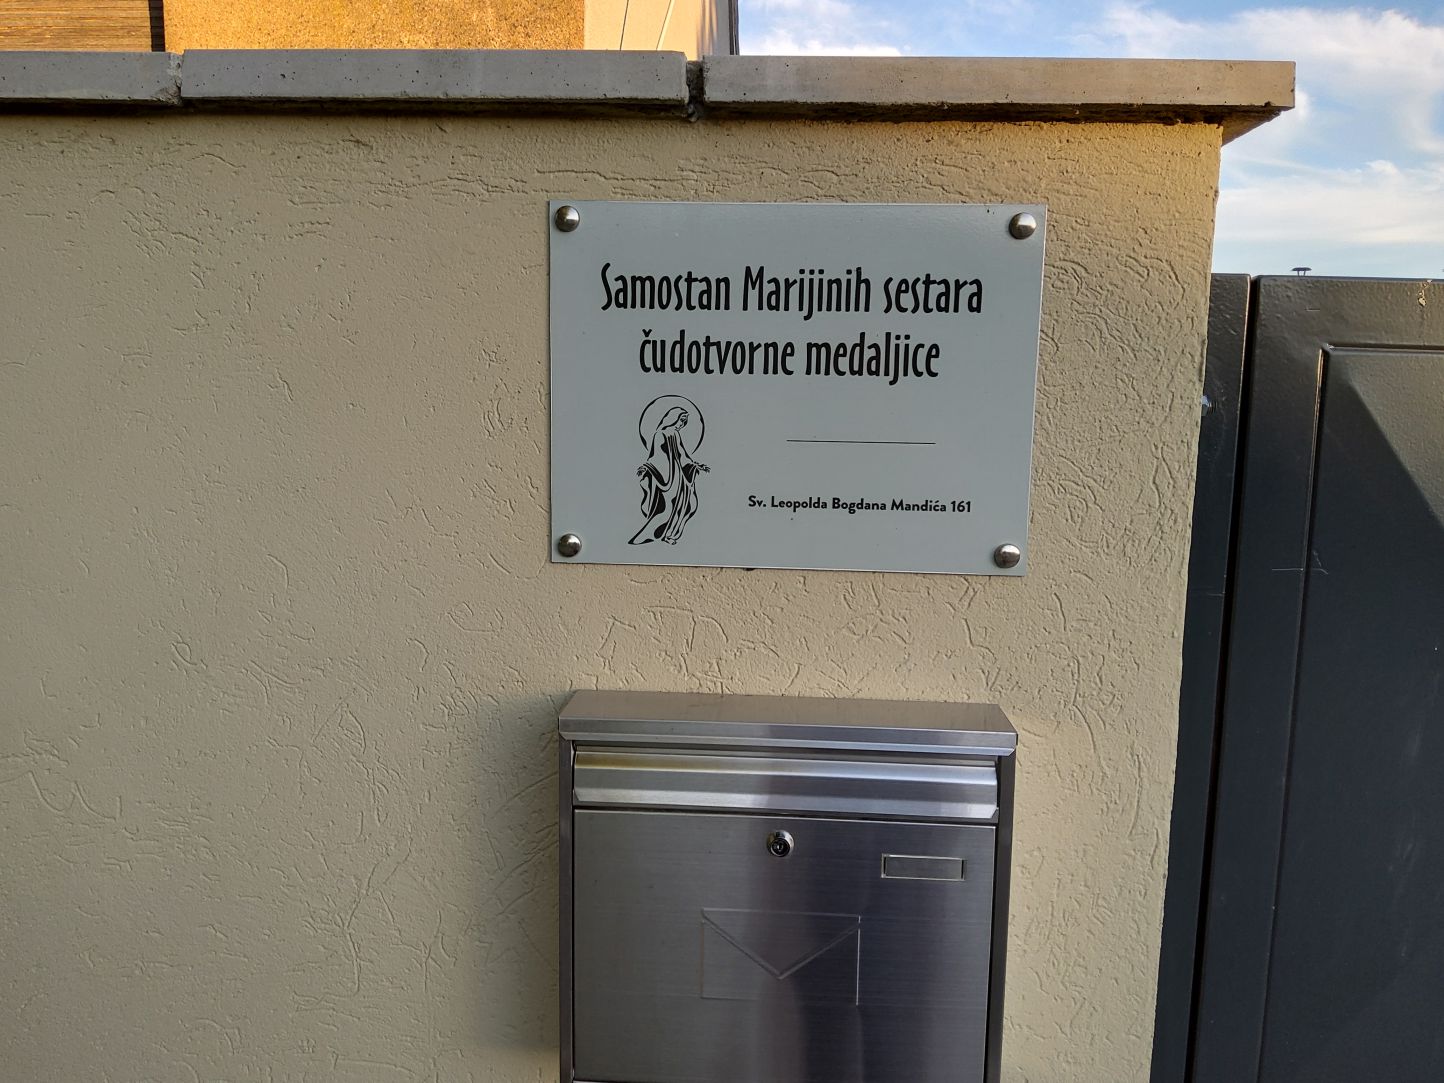 Samostan Marijinih sestara
čudotvorne medaljice
Sv. Leopolda Bogdana Mandića 161